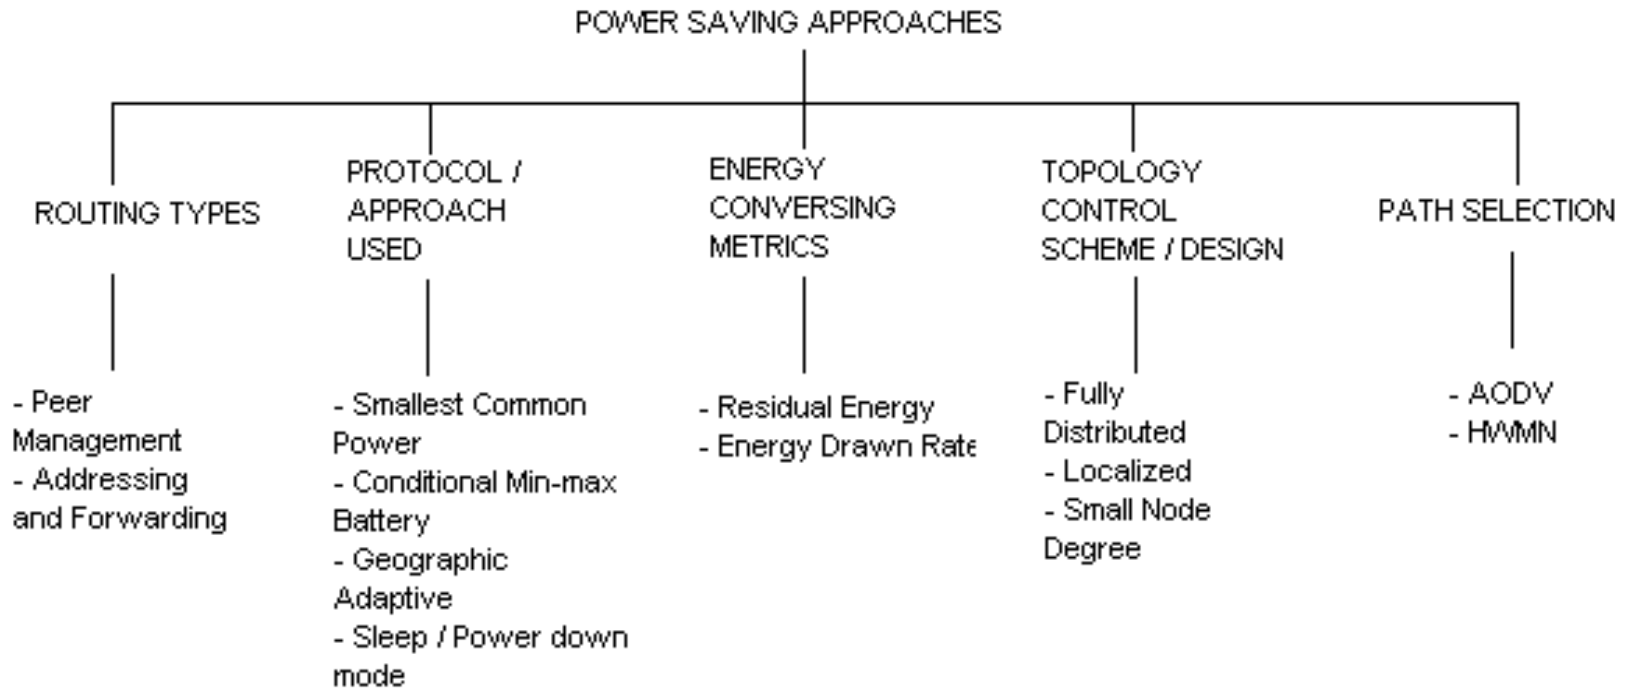 POWER SAVING APPROACHES
ROUTING TYPES
- Peer
Management
- Addressing
and Forwarding
PROTOCOL /
APPROACH
USED
- Smallest Common
Power
- Conditional Min-max
Battery
- Geographic
Adaptive
- Sleep / Power down
mode
ENERGY
CONVERSING
METRICS
- Residual Energy
- Energy Drawn Rate
TOPOLOGY
CONTROL
SCHEME / DESIGN
- Fully
Distributed
- Localized
- Small Node
Degree
PATH SELECTION
- AODV
- HWMN